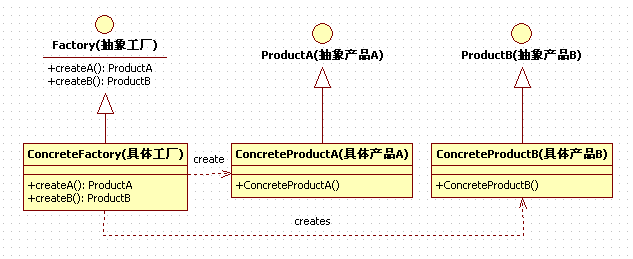 Factory(抽象工厂)
+createA(): ProductA
+createB(): ProductB
ProductA(抽象产品A)
ProductB(抽象产品B)
ConcreteFactory(具体工厂)
+createA(): ProductA
+createB(): ProductB
create
ConcreteProductA(具体产品A)
+ConcreteProductA()
ConcreteProductB(具体产品B)
+ConcreteProductB()
creates